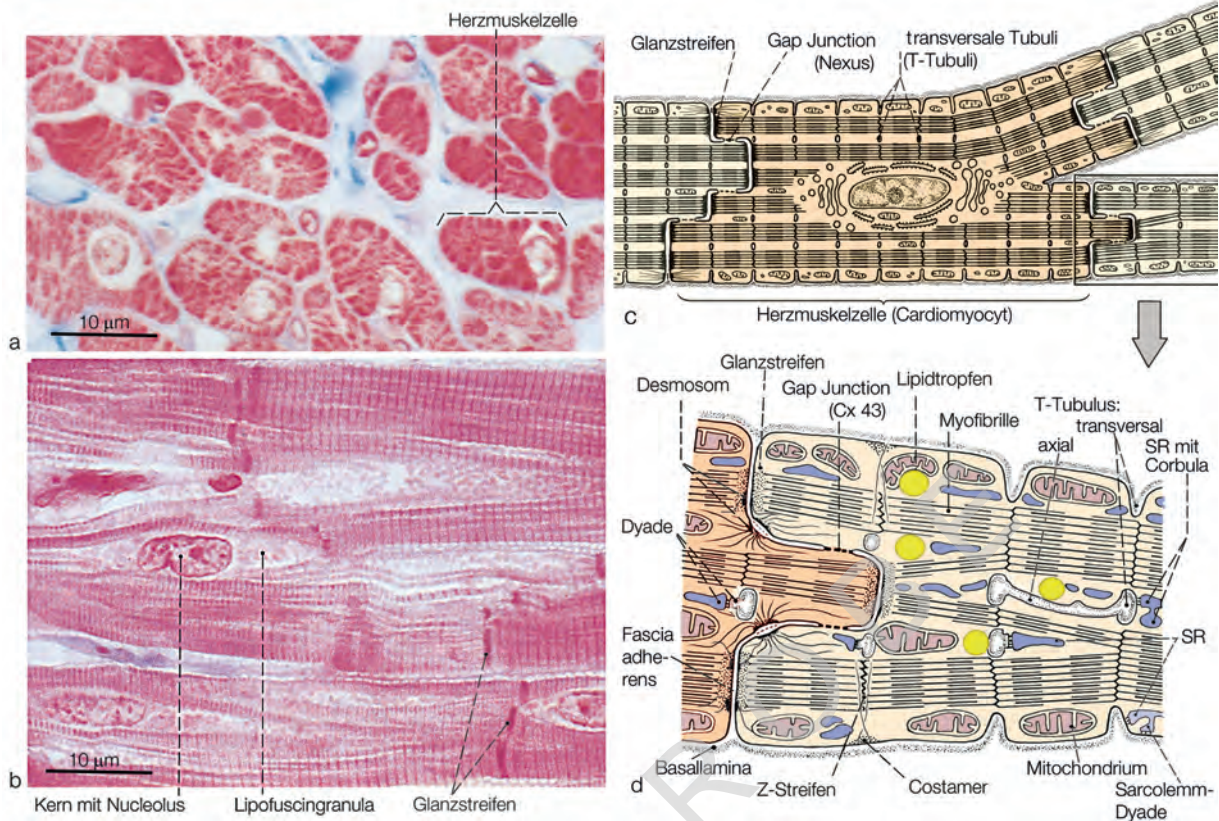 Herzmuskelzelle
a
10 μm
b
10 μm
Kern mit Nucleolus
Lipofuscingranula
Glanzstreifen
Glanzstreifen
Gap Junction
(Nexus)
transversale Tubuli
(T-Tubuli)
c
Herzmuskelzelle (Cardiomyocyt)
Glanzstreifen
Desmosom
Gap Junction
(Cx 43)
Lipidtropfen
Myofibrille
T-Tubulus:
transversal
axial
SR mit
Corbula
Dyade
Fascia
adhe-
rens
SR
Basallamina
Z-Streifen
d
Costamer
Mitochondrium
Sarcolemm-
Dyade